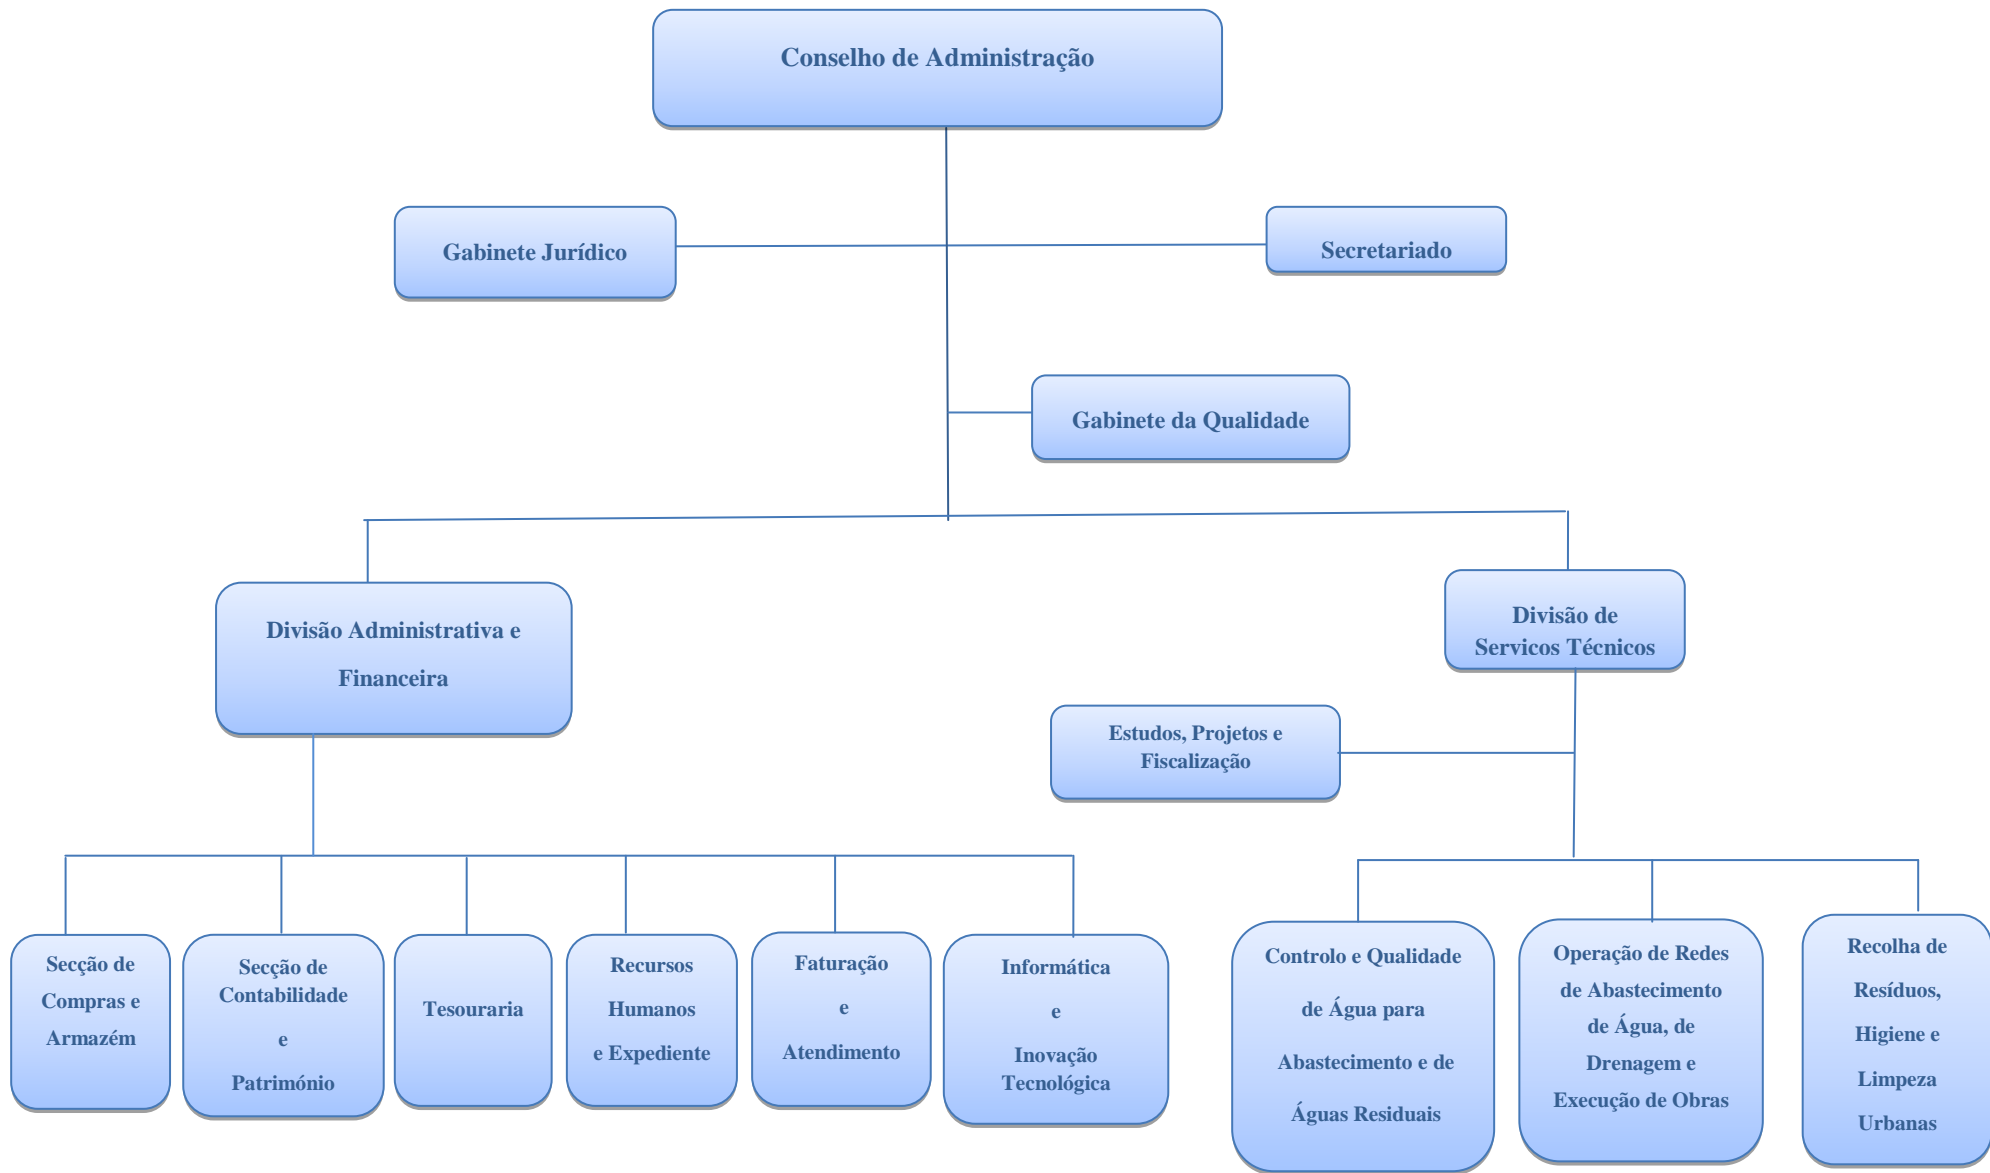 Conselho de Administração
Gabinete Jurídico
Secretariado
Gabinete da Qualidade
Divisão Administrativa e
Financeira
Divisão de
Servicos Técnicos
Estudos, Projetos e
Fiscalização
Secção de
Compras e
Armazém
Secção de
Contabilidade
e
Património
Tesouraria
Recursos
Humanos
e Expediente
Faturação
e
Atendimento
Informática
e
Inovação
Tecnológica
Controlo e Qualidade
de Água para
Abastecimento e de
Águas Residuais
Operação de Redes
de Abastecimento
de Água, de
Drenagem e
Execução de Obras
Recolha de
Resíduos,
Higiene e
Limpeza
Urbanas